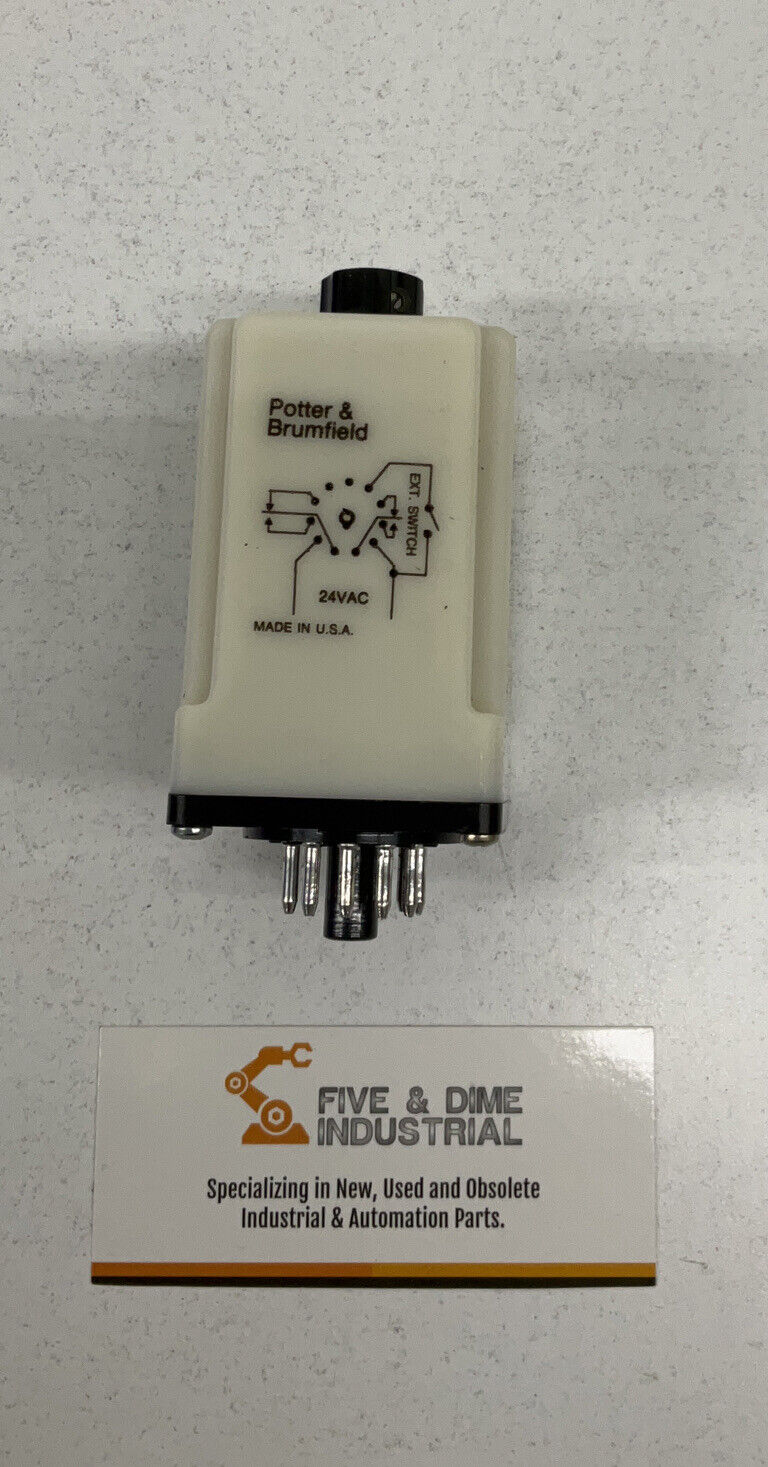 Potter &
Brumfield
EXT. SWITCH
24VAC
MADE IN U.S.A.
FIVE & DIME
INDUSTRIAL
Specializing in New, Used and Obsolete
Industrial & Automation Parts.